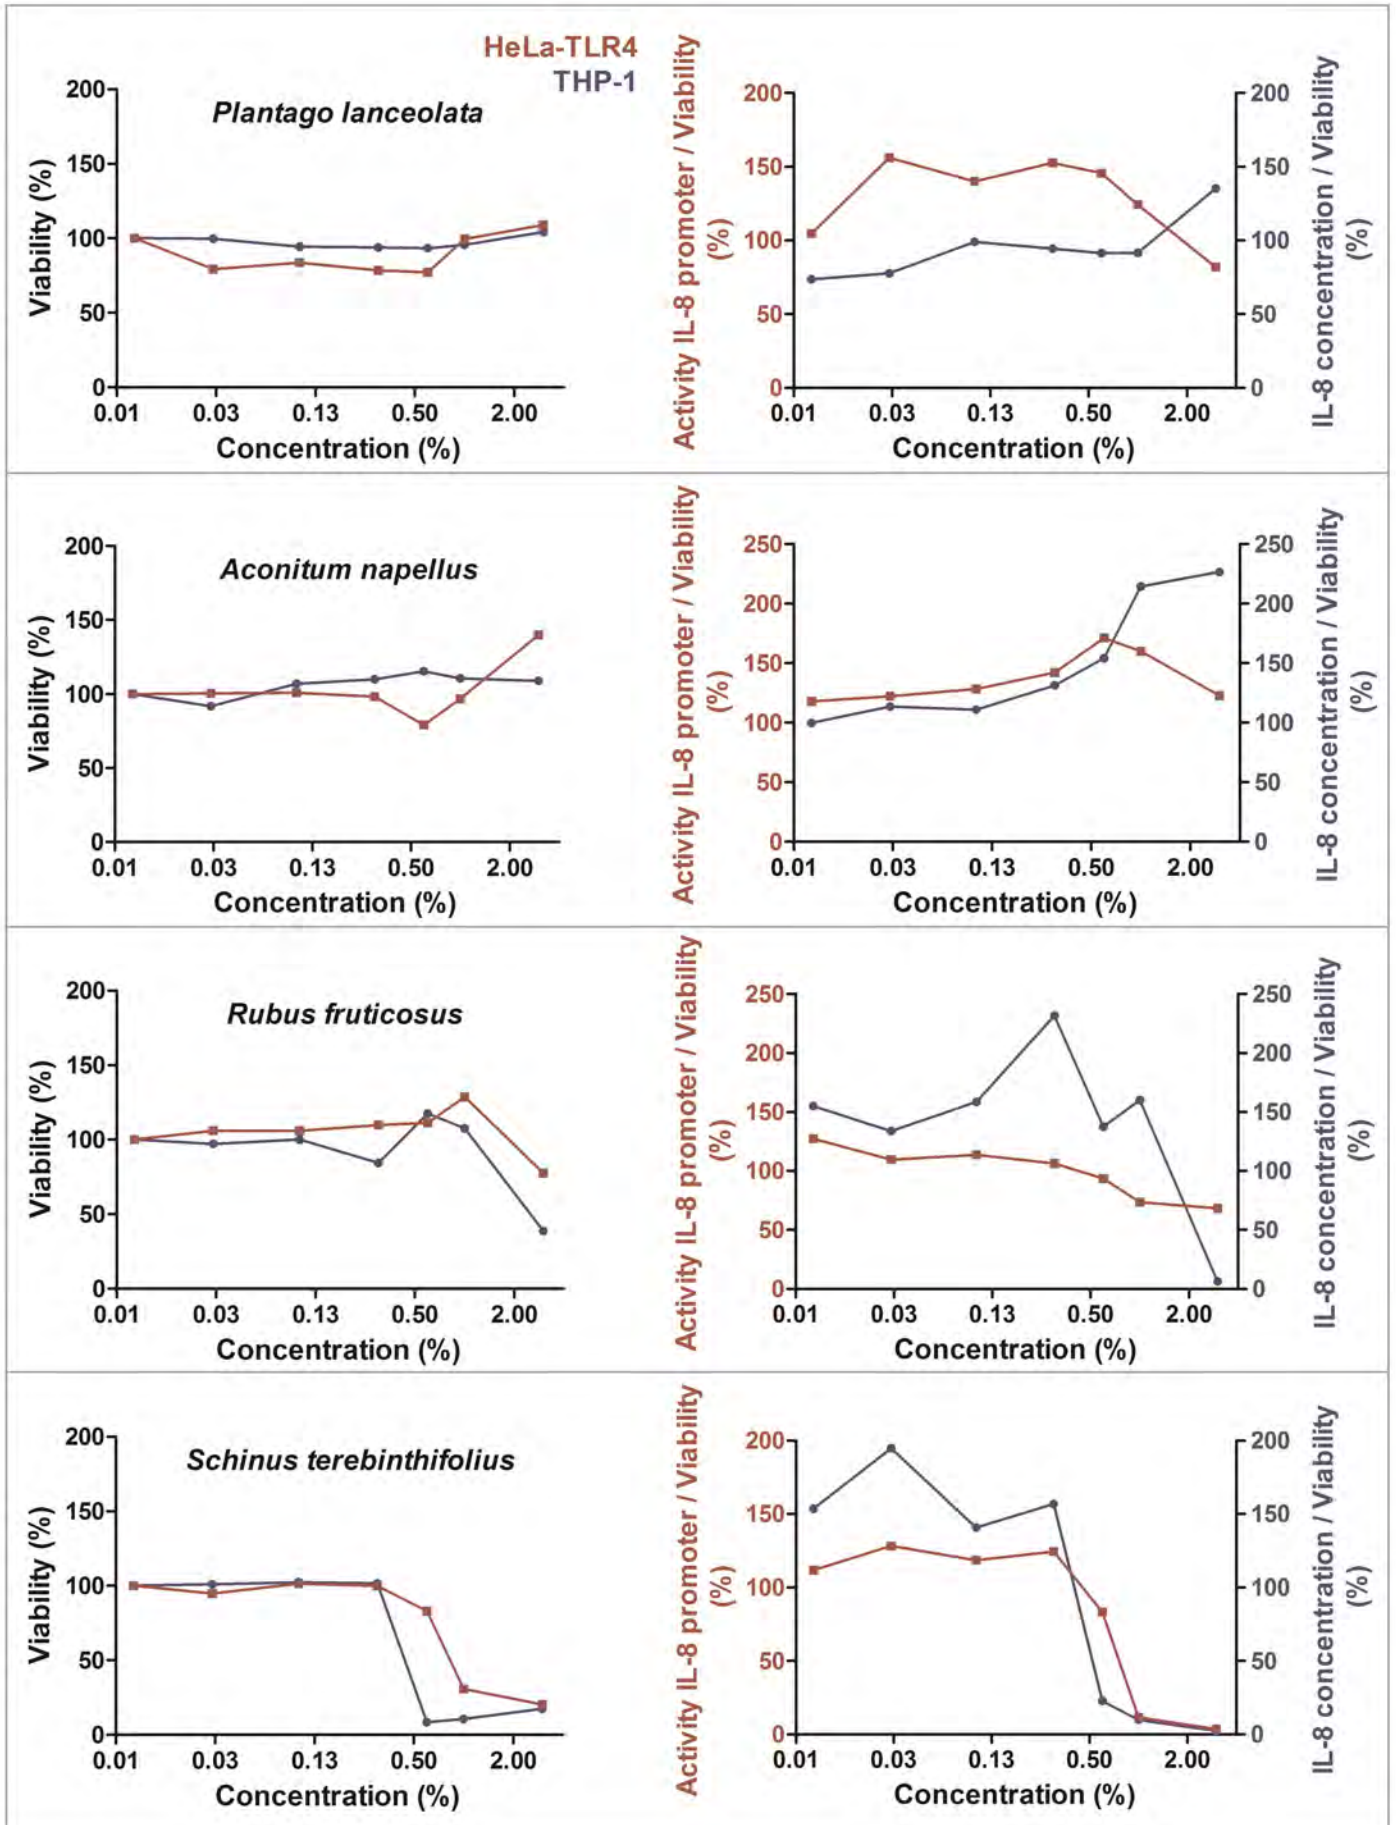 HeLa-TLR4
THP-1
Plantago lanceolata
Viability (%)
200
150
100
50
0
0.01 0.03 0.13 0.50 2.00
Concentration (%)
Activity IL-8 promoter / Viability
(%)
200
150
100
50
0
0.01 0.03 0.13 0.50 2.00
Concentration (%)
200
150
100
50
0
IL-8 concentration / Viability
(%)
Aconitum napellus
Viability (%)
200
150
100
50
0
0.01 0.03 0.13 0.50 2.00
Concentration (%)
Activity IL-8 promoter / Viability
(%)
250
200
150
100
50
0
0.01 0.03 0.13 0.50 2.00
Concentration (%)
250
200
150
100
50
0
IL-8 concentration / Viability
(%)
Rubus fruticosus
Viability (%)
200
150
100
50
0
0.01 0.03 0.13 0.50 2.00
Concentration (%)
Activity IL-8 promoter / Viability
(%)
250
200
150
100
50
0
0.01 0.03 0.13 0.50 2.00
Concentration (%)
250
200
150
100
50
0
IL-8 concentration / Viability
(%)
Schinus terebinthifolius
Viability (%)
200
150
100
50
0
0.01 0.03 0.13 0.50 2.00
Concentration (%)
Activity IL-8 promoter / Viability
(%)
200
150
100
50
0
0.01 0.03 0.13 0.50 2.00
Concentration (%)
200
150
100
50
0
IL-8 concentration / Viability
(%)